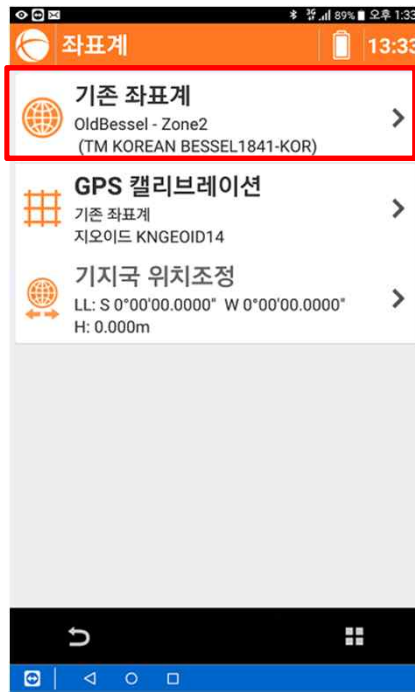 89% 오후 1:33
좌표계 13:33
기존 좌표계
OldBessel - Zone2
(TM KOREAN BESSEL1841-KOR)
GPS 캘리브레이션
기존 좌표계
지오이드 KNGEOID14
기지국 위치조정
LL: S 0°00'00.0000" W 0°00'00.0000"
H: 0.000m